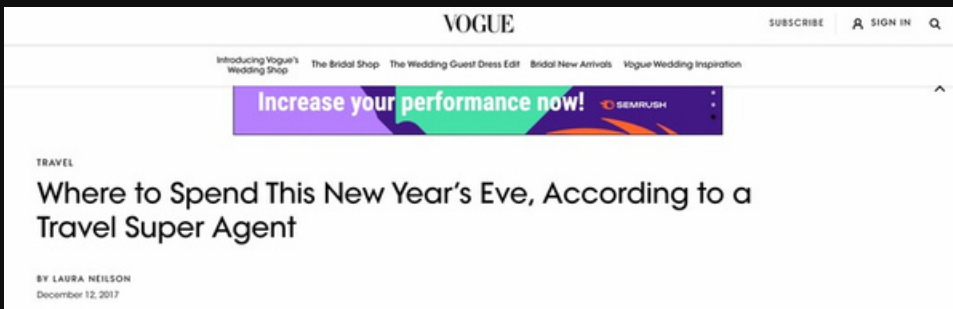 VOGUE
SUBSCRIBE
SIGN IN
Introducing Vogue's
Wedding Shop
The Bridal Shop
The Wedding Guest Dress Edit
Bridal New Arrivals
Vogue Wedding Inspiration
Increase your performance now!
SEMRUSH
TRAVEL
Where to Spend This New Year's Eve, According to a
Travel Super Agent
BY LAURA NEILSON
December 12, 2017